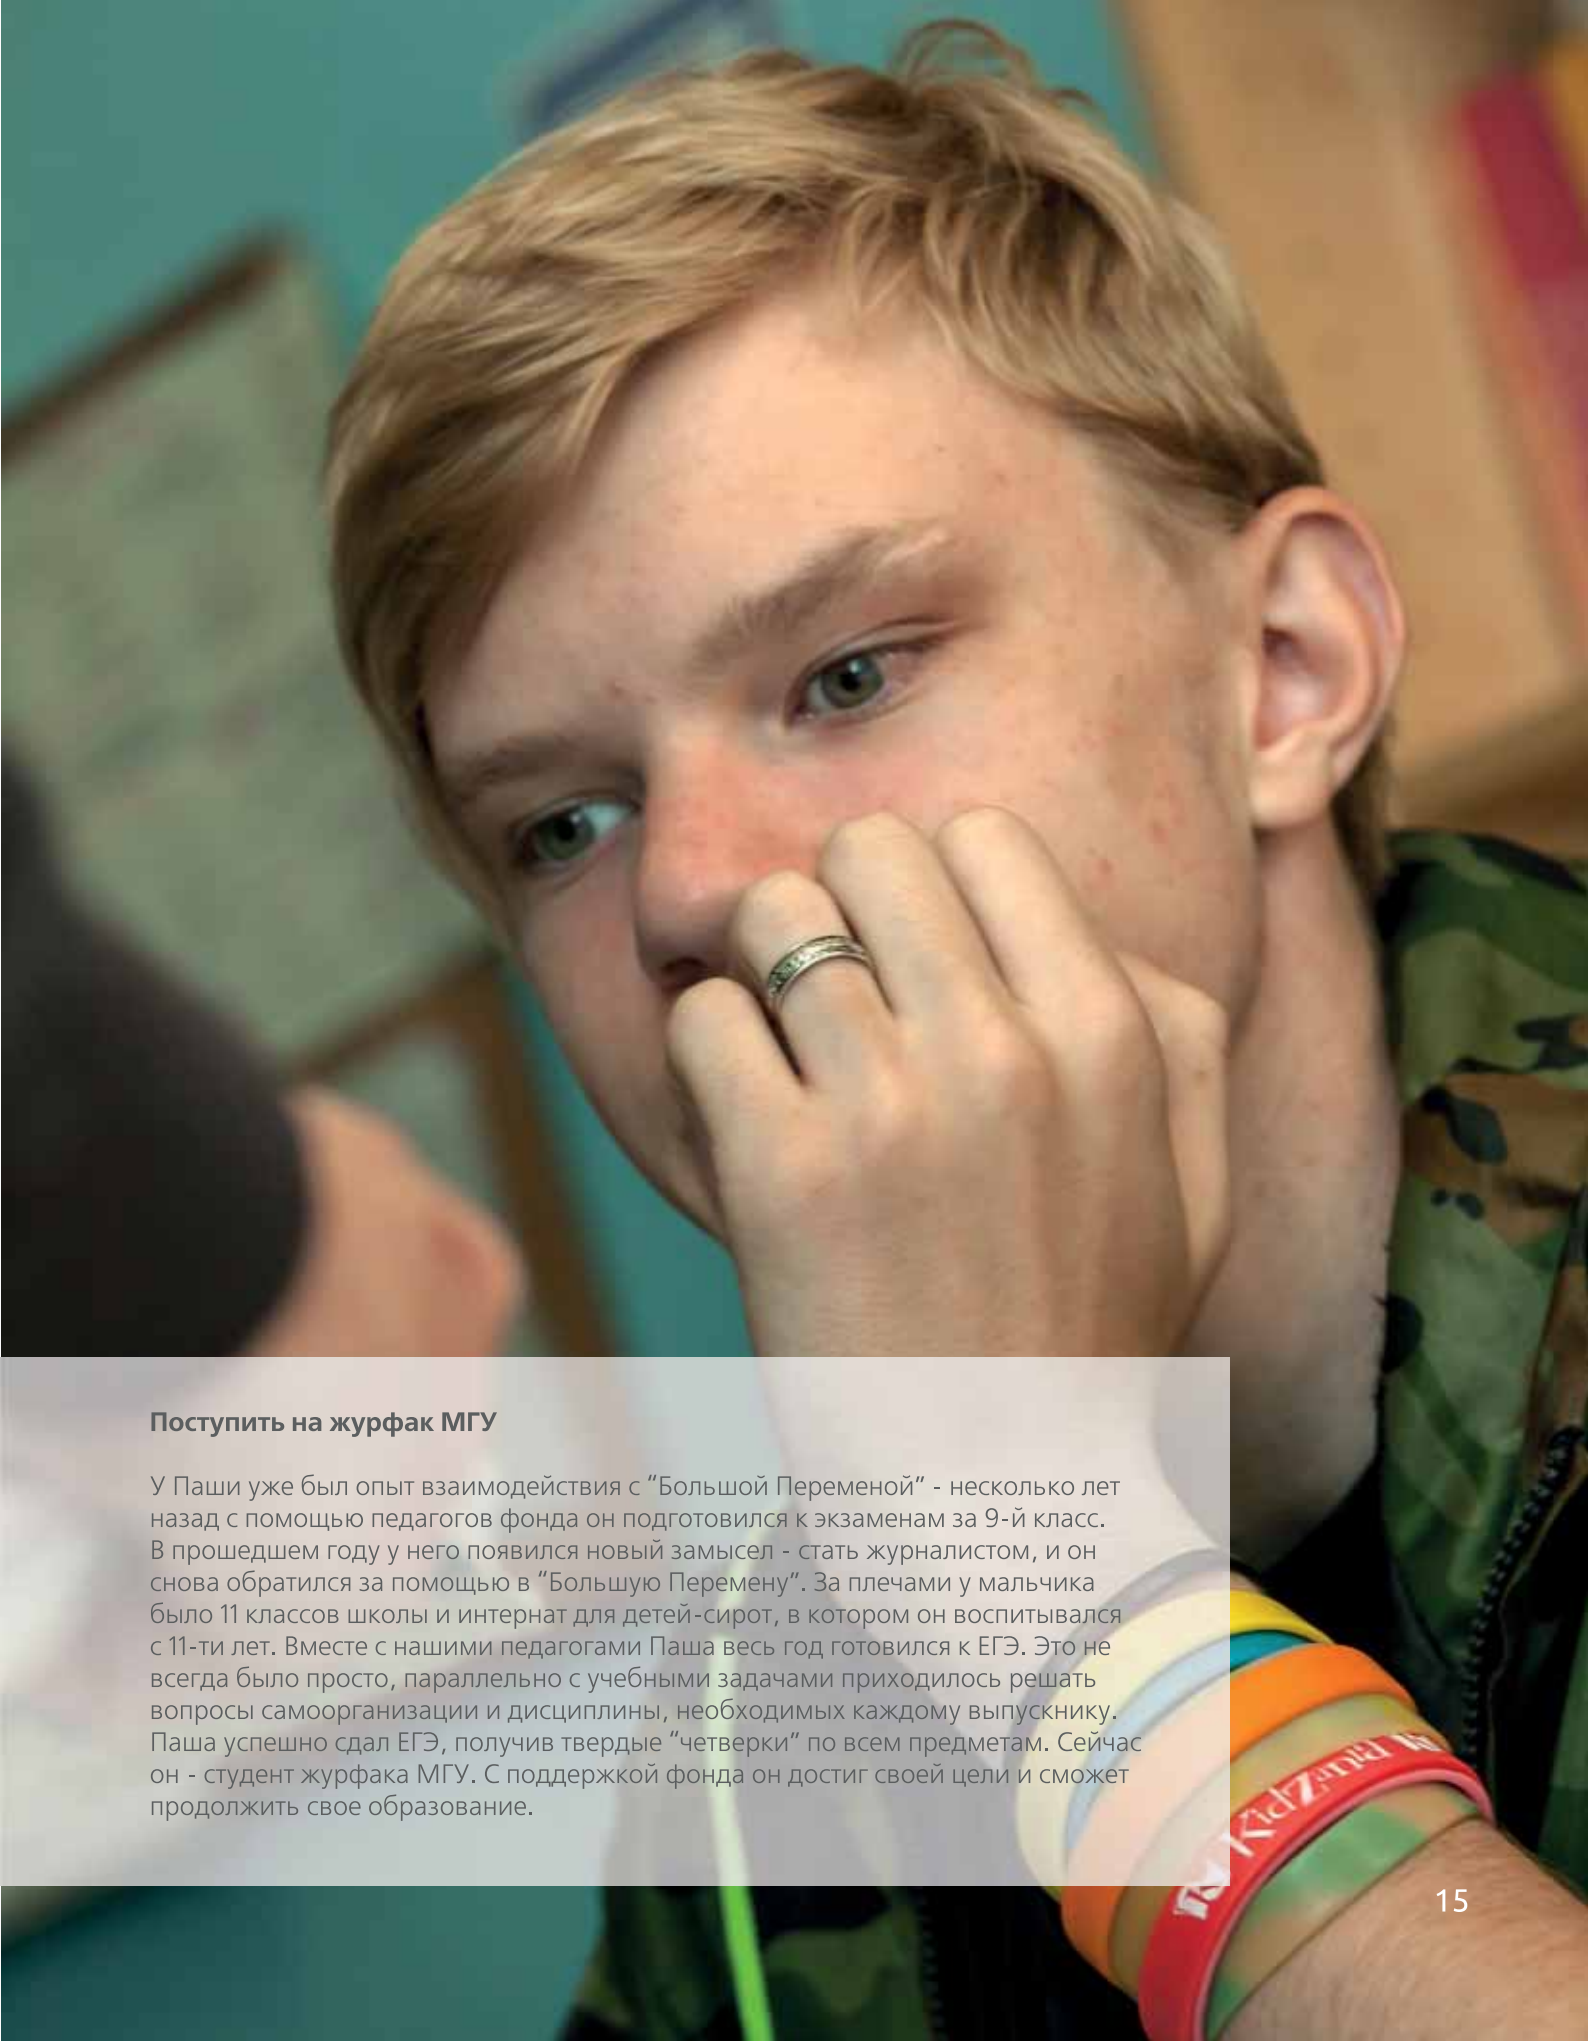 Поступить на журфак МГУ
У Паши уже был опыт взаимодействия с “Большой Переменой” - несколько лет
назад с помощью педагогов фонда он подготовился к экзаменам за 9-й класс.
В прошедшем году у него появился новый замысел - стать журналистом, и он
снова обратился за помощью в “Большую Перемену”. За плечами у мальчика
было 11 классов школы и интернат для детей-сирот, в котором он воспитывался
с 11-ти лет. Вместе с нашими педагогами Паша весь год готовился к ЕГЭ. Это не
всегда было просто, параллельно с учебными задачами приходилось решать
вопросы самоорганизации и дисциплины, необходимых каждому выпускнику.
Паша успешно сдал ЕГЭ, получив твердые “четверки” по всем предметам. Сейчас
он - студент журфака МГУ. С поддержкой фонда он достиг своей цели и сможет
продолжить свое образование.
15